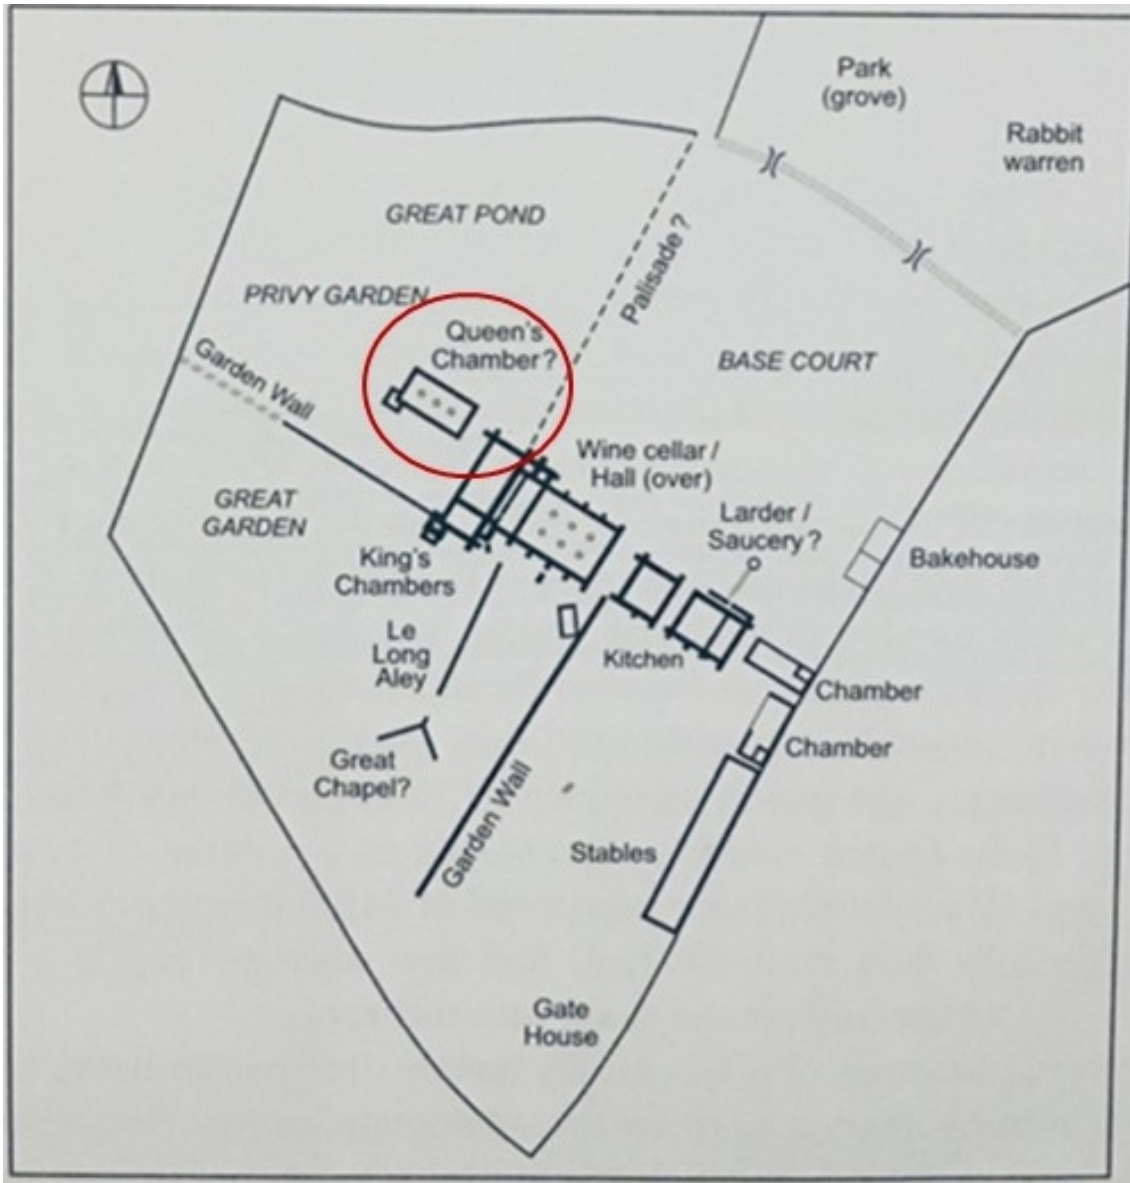 Park
(grove)
Rabbit
warren
GREAT POND
Palisade?
PRIVY GARDEN
Queen's
Chamber?
BASE COURT
Garden Wall
Wine cellar /
Hall (over)
GREAT
GARDEN
Larder /
Saucery?
King's
Chambers
Bakehouse
Le
Long
Aley
Kitchen
Chamber
Chamber
Great
Chapel?
Garden Wall
Stables
Gate
House